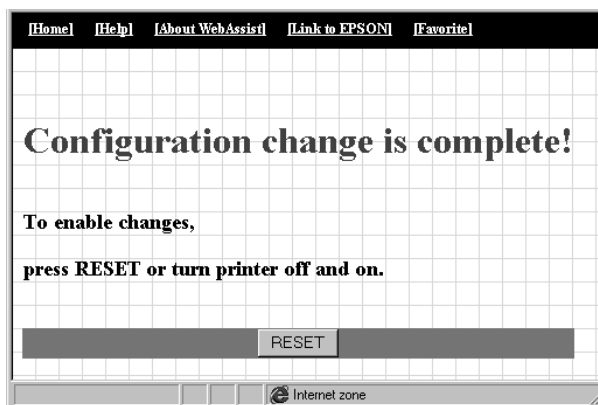 [Home] [Help] [About WebAssist] [Link to EPSON] [Favorite]
Configuration change is complete!
To enable changes,
press RESET or turn printer off and on.
RESET
Internet zone